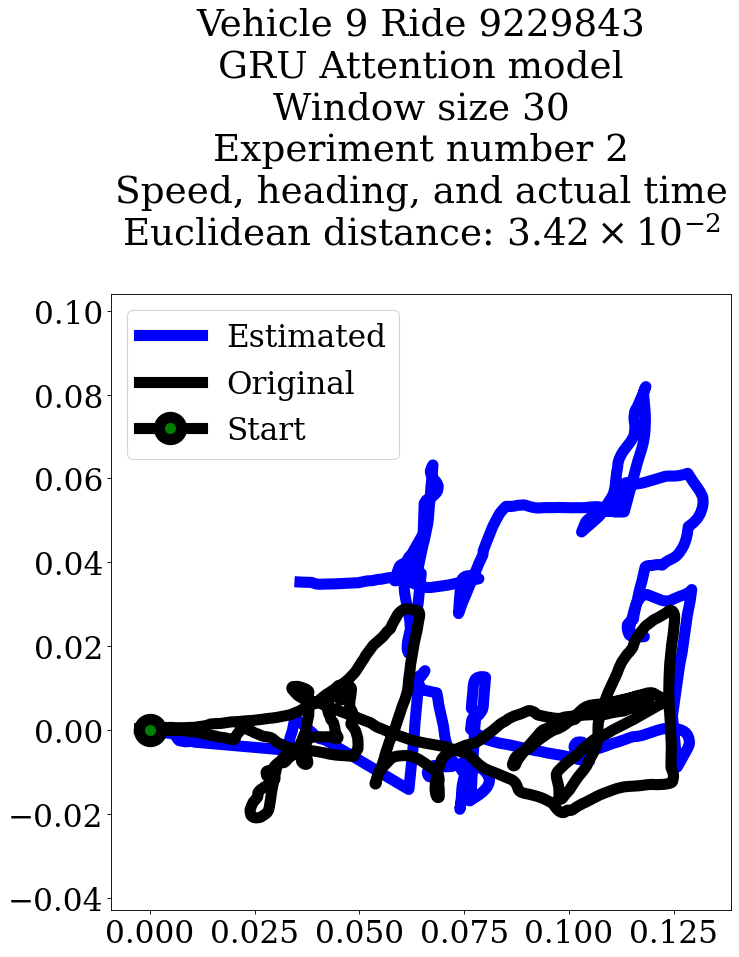 Vehicle 9 Ride 9229843
GRU Attention model
Window size 30
Experiment number 2
Speed, heading, and actual time
Euclidean distance: 3.42 × 10⁻²
Estimated
Original
Start
0.10
0.08
0.06
0.04
0.02
0.00
−0.02
−0.04
0.000 0.025 0.050 0.075 0.100 0.125